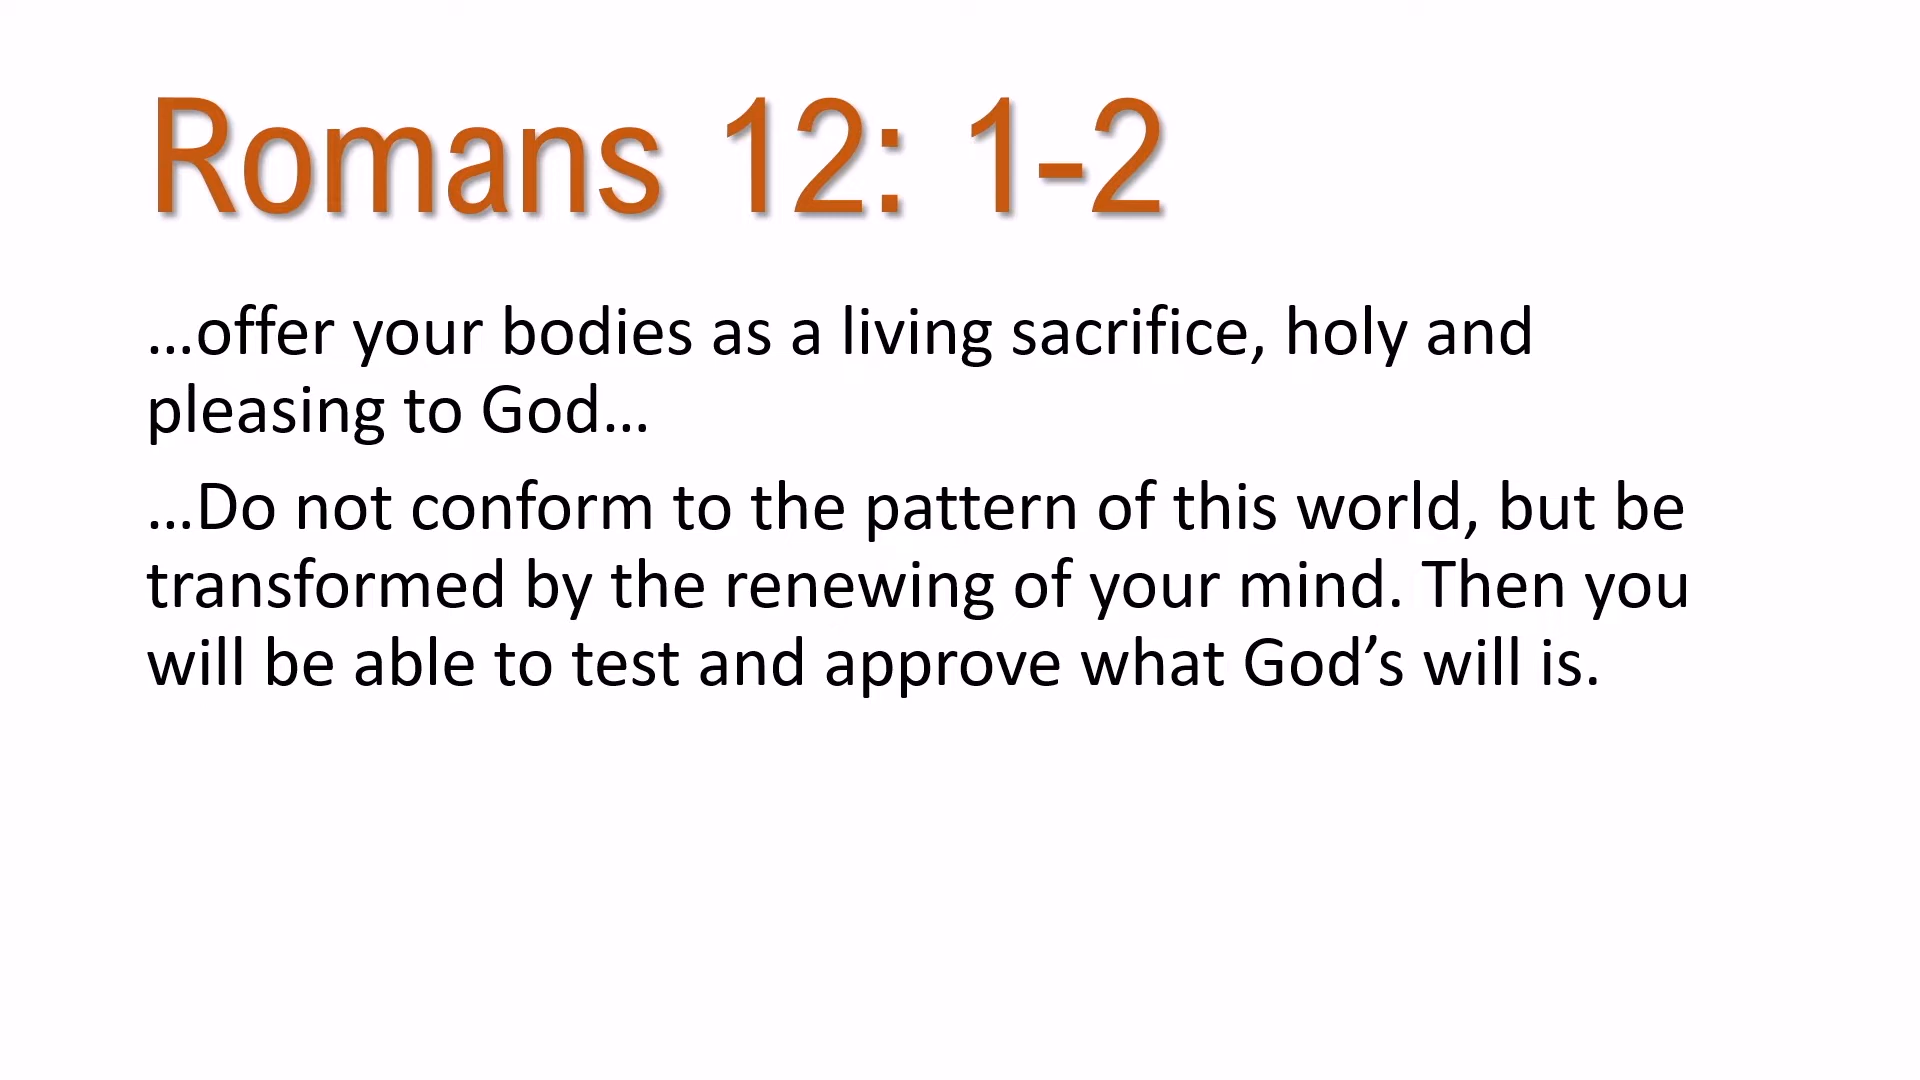 Romans 12: 1-2
…offer your bodies as a living sacrifice, holy and
pleasing to God…
…Do not conform to the pattern of this world, but be
transformed by the renewing of your mind. Then you
will be able to test and approve what God’s will is.